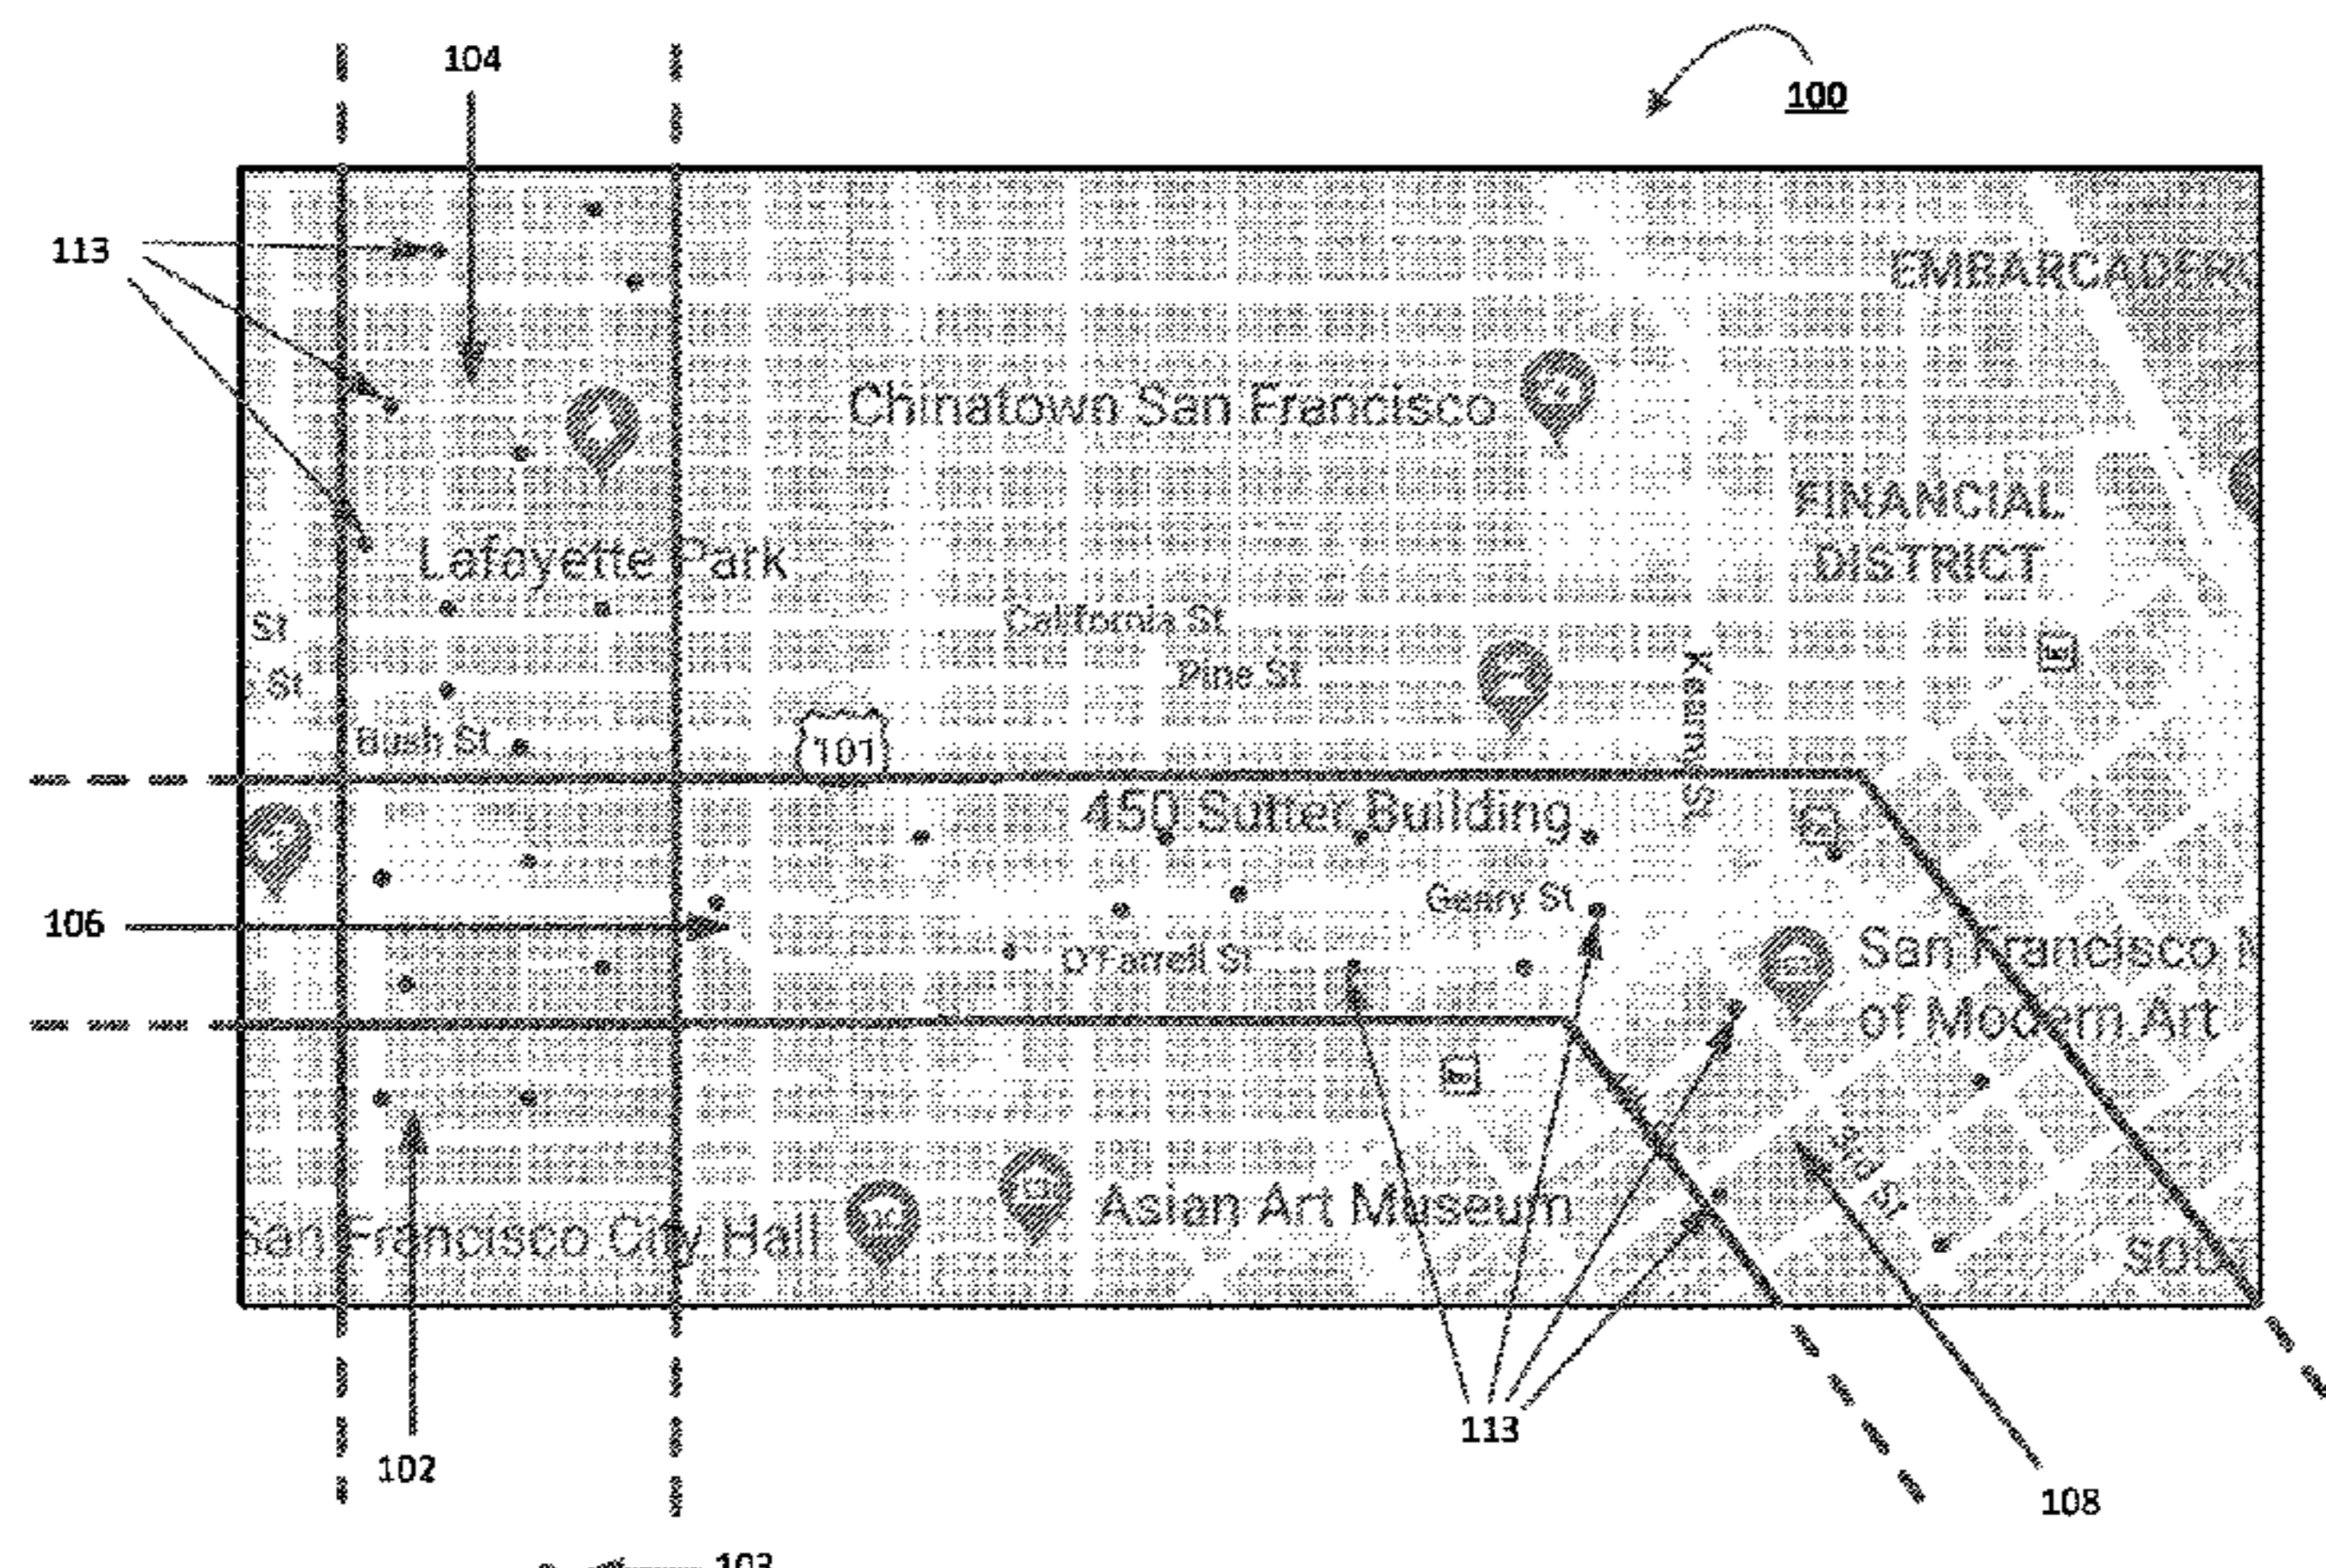 104
100
113
EMBARCADERO
Chinatown San Francisco
FINANCIAL
DISTRICT
Lafayette Park
St
St
California St
Pine St
Kearny St
Bush St
101
450 Sutter Building
Geary St
106
O'Farrell St
San Francisco M
of Modern Art
3rd St
Asian Art Museum
San Francisco City Hall
SOUT
113
102
108
103